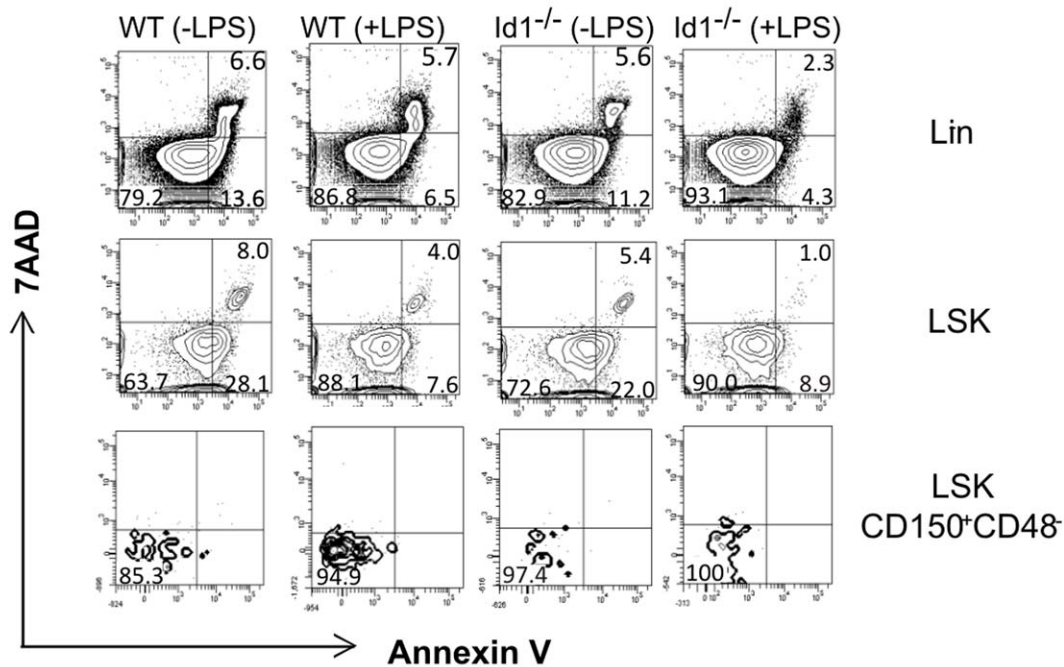 WT (-LPS) WT (+LPS) Id1⁻/⁻ (-LPS) Id1⁻/⁻ (+LPS)
6.6 5.7 5.6 2.3
Lin
79.2 13.6 86.8 6.5 82.9 11.2 93.1 4.3
8.0 4.0 5.4 1.0
LSK
63.7 28.1 88.1 7.6 72.6 22.0 90.0 8.9
LSK
CD150⁺CD48⁻
85.3 94.9 97.4 100
7AAD
Annexin V